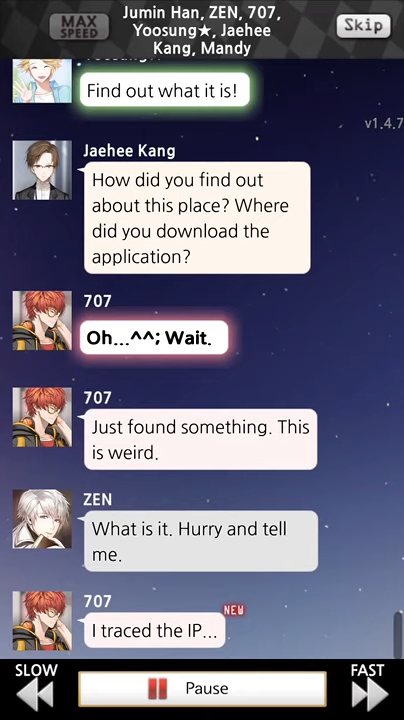 MAX
SPEED
Jumin Han, ZEN, 707,
Yoosung★, Jaehee
Kang, Mandy
Skip
Find out what it is!
v1.4.7
Jaehee Kang
How did you find out
about this place? Where
did you download the
application?
707
Oh...^^; Wait.
707
Just found something. This
is weird.
ZEN
What is it. Hurry and tell
me.
707
NEW
I traced the IP...
SLOW
Pause
FAST